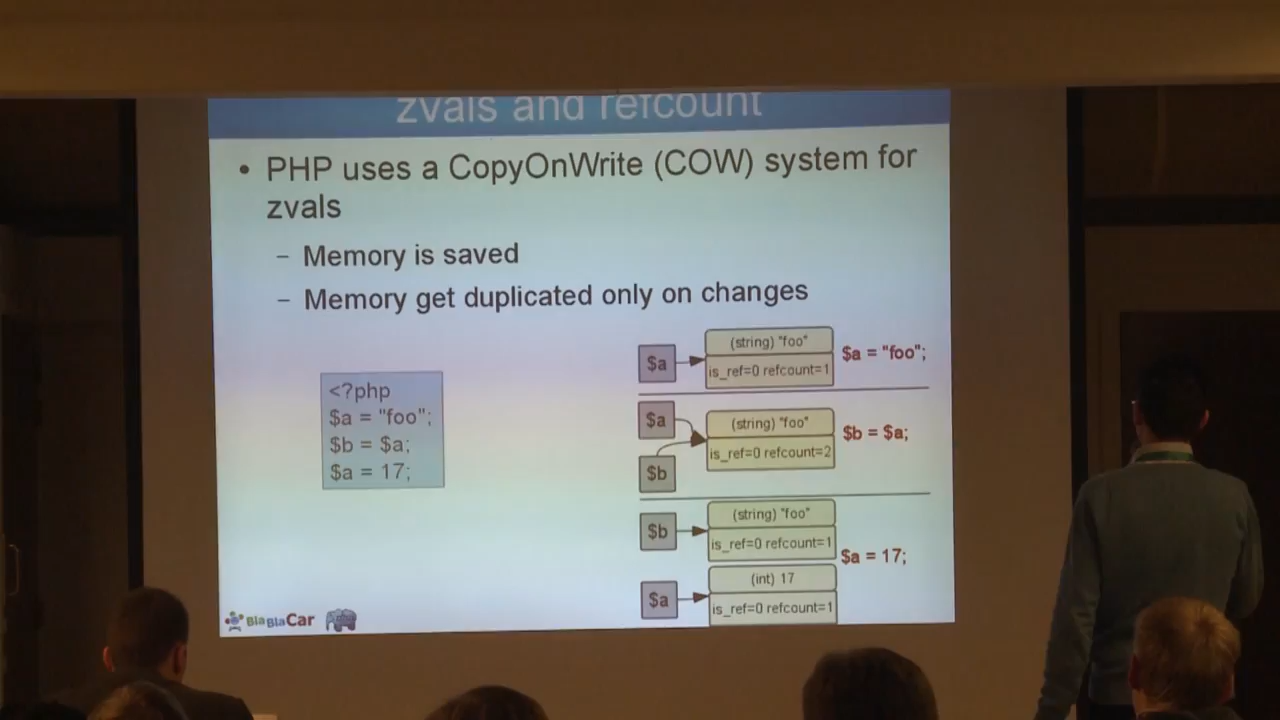 zvals and refcount
• PHP uses a CopyOnWrite (COW) system for
zvals
– Memory is saved
– Memory get duplicated only on changes
<?php
$a = "foo";
$b = $a;
$a = 17;
$a
(string) "foo"
is_ref=0 refcount=1
$a = "foo";
$a
$b
(string) "foo"
is_ref=0 refcount=2
$b = $a;
$b
(string) "foo"
is_ref=0 refcount=1
$a = 17;
$a
(int) 17
is_ref=0 refcount=1
BlaBlaCar